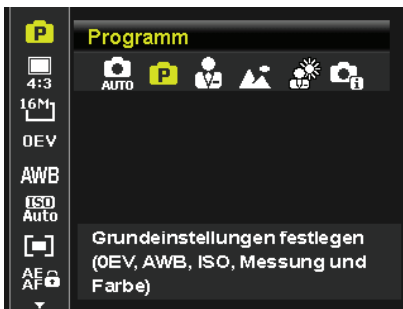 P
Programm
4:3
AUTO
P
i
16M
0EV
AWB
ISO
Auto
Grundeinstellungen festlegen
(0EV, AWB, ISO, Messung und
Farbe)
AE
AF